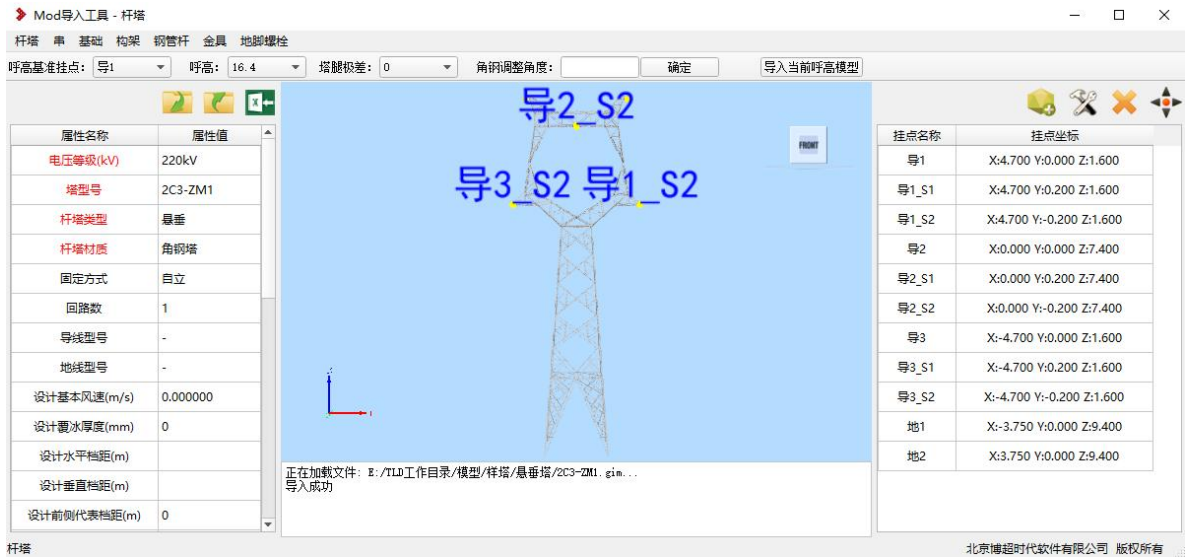 Mod导入工具 - 杆塔
杆塔 串 基础 构架 钢管杆 金具 地脚螺栓
呼高基准挂点: 导1 呼高: 16.4 塔腿极差: 0 角钢调整角度: 确定 导入当前呼高模型
属性名称 属性值
电压等级(kV) 220kV
塔型号 2C3-ZM1
杆塔类型 悬垂
杆塔材质 角钢塔
固定方式 自立
回路数 1
导线型号 -
地线型号 -
设计基本风速(m/s) 0.000000
设计覆冰厚度(mm) 0
设计水平档距(m)
设计垂直档距(m)
设计前侧代表档距(m) 0
导2_S2
导3_S2 导1_S2
FRONT
正在加载文件: E:/TLD工作目录/模型/样塔/悬垂塔/2C3-ZM1.gim...
导入成功
挂点名称 挂点坐标
导1 X:4.700 Y:0.000 Z:1.600
导1_S1 X:4.700 Y:0.200 Z:1.600
导1_S2 X:4.700 Y:-0.200 Z:1.600
导2 X:0.000 Y:0.000 Z:7.400
导2_S1 X:0.000 Y:0.200 Z:7.400
导2_S2 X:0.000 Y:-0.200 Z:7.400
导3 X:-4.700 Y:0.000 Z:1.600
导3_S1 X:-4.700 Y:0.200 Z:1.600
导3_S2 X:-4.700 Y:-0.200 Z:1.600
地1 X:-3.750 Y:0.000 Z:9.400
地2 X:3.750 Y:0.000 Z:9.400
杆塔 北京博超时代软件有限公司 版权所有